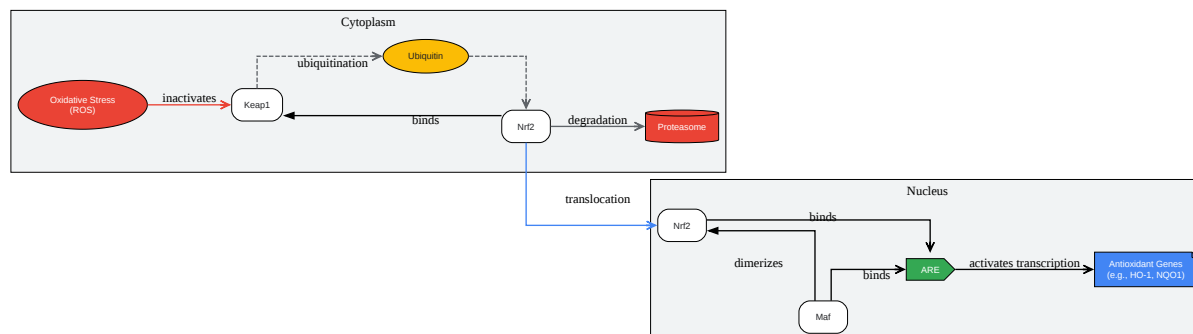 Cytoplasm
Ubiquitin
ubiquitination
Oxidative Stress
(ROS)
inactivates
Keap1
binds
Nrf2
degradation
Proteasome
translocation
Nucleus
Nrf2
binds
dimerizes
binds
ARE
activates transcription
Antioxidant Genes
(e.g., HO-1, NQO1)
Maf